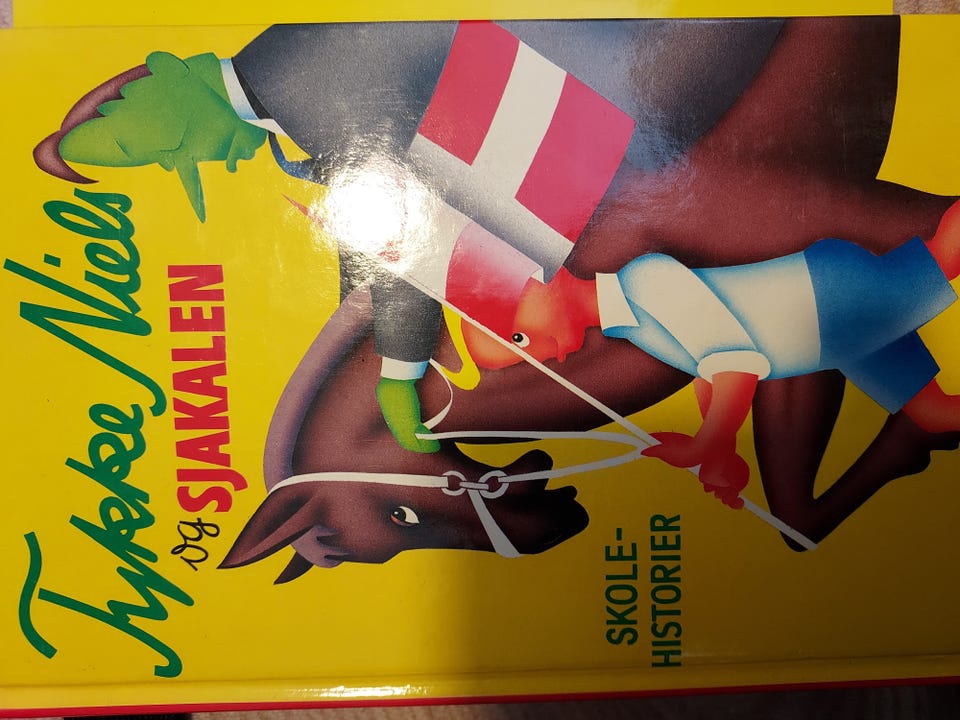 Tykke Niels
og SJAKALEN
SKOLE-
HISTORIER